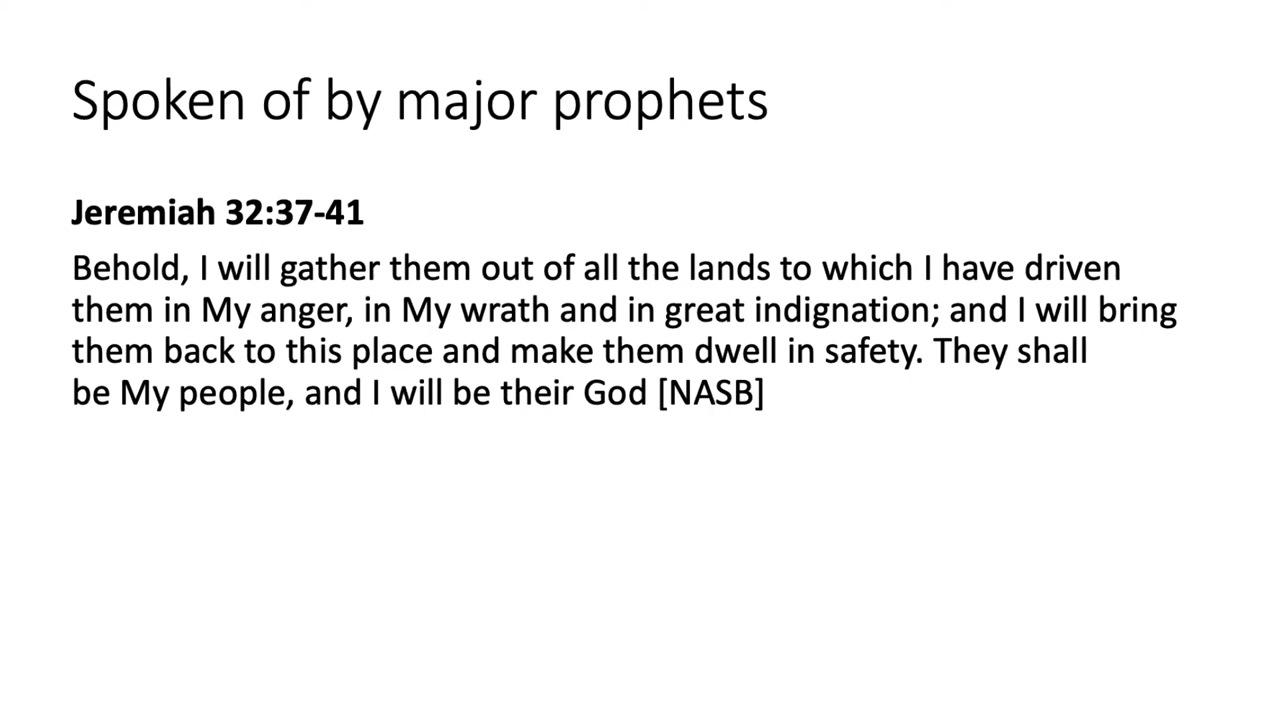 Spoken of by major prophets
Jeremiah 32:37-41
Behold, I will gather them out of all the lands to which I have driven
them in My anger, in My wrath and in great indignation; and I will bring
them back to this place and make them dwell in safety. They shall
be My people, and I will be their God [NASB]